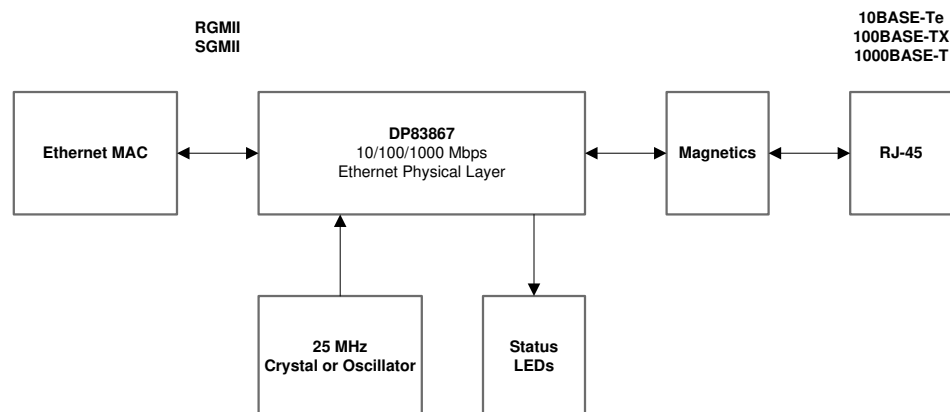 RGMII
SGMII
10BASE-Te
100BASE-TX
1000BASE-T
Ethernet MAC
DP83867
10/100/1000 Mbps
Ethernet Physical Layer
Magnetics
RJ-45
25 MHz
Crystal or Oscillator
Status
LEDs